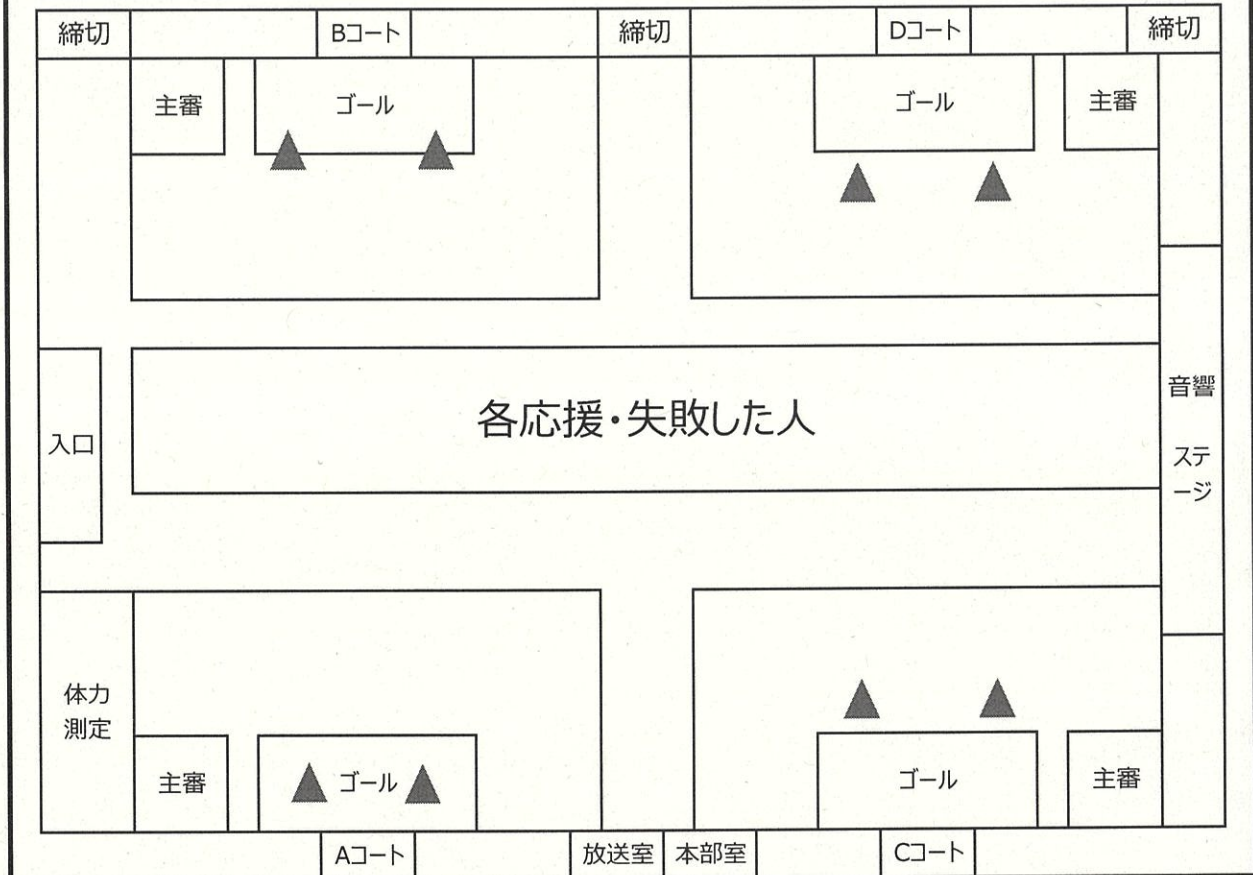 締切
Bコート
締切
Dコート
締切
主審
ゴール
ゴール
主審
入口
各応援・失敗した人
音響
ステ
ージ
体力
測定
主審
ゴール
ゴール
主審
Aコート
放送室
本部室
Cコート